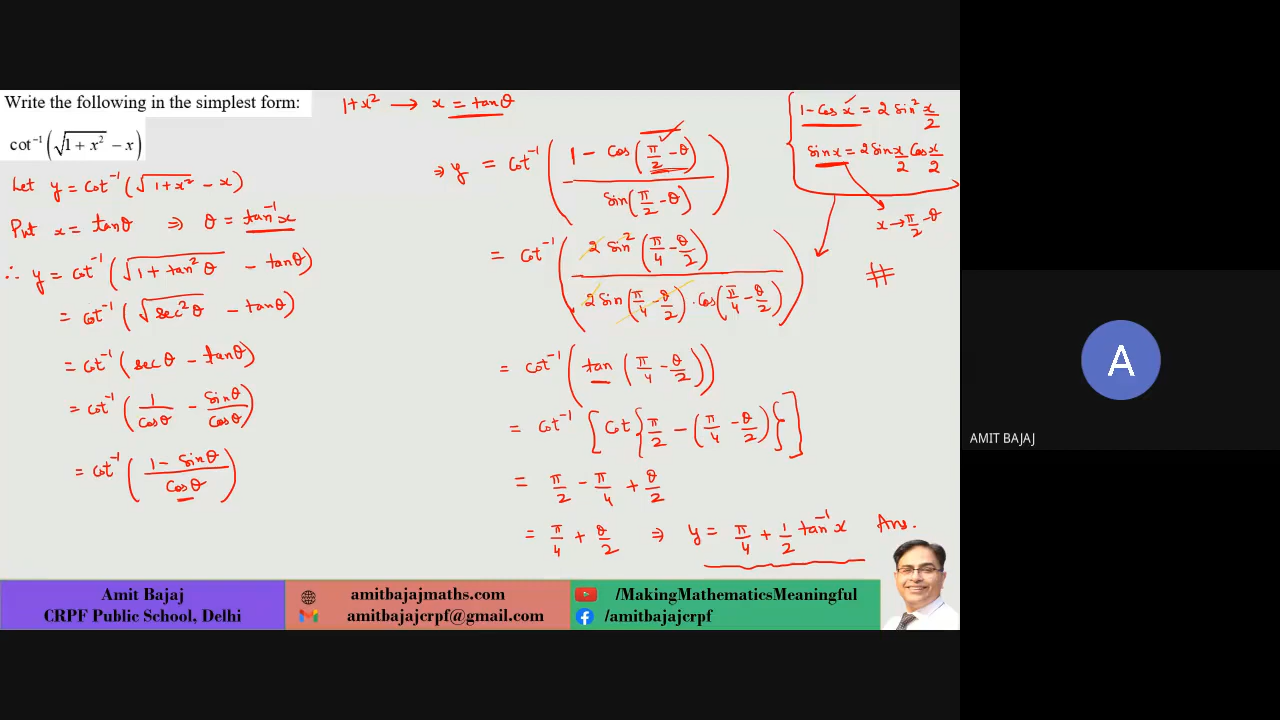 Write the following in the simplest form:
cot⁻¹(√(1 + x²) − x)
Let y = cot⁻¹(√(1+x²) − x)
Put x = tanθ ⇒ θ = tan⁻¹x
∴ y = cot⁻¹(√(1+tan²θ) − tanθ)
= cot⁻¹(√(sec²θ) − tanθ)
= cot⁻¹(secθ − tanθ)
= cot⁻¹(1/cosθ − sinθ/cosθ)
= cot⁻¹((1 − sinθ)/cosθ)
1+x² → x = tanθ
⇒ y = cot⁻¹((1 − cos(π/2 − θ))/sin(π/2 − θ))
= cot⁻¹(2 sin²(π/4 − θ/2)/(2 sin(π/4 − θ/2) · cos(π/4 − θ/2)))
= cot⁻¹(tan(π/4 − θ/2))
= cot⁻¹[cot{π/2 − (π/4 − θ/2)}]
= π/2 − π/4 + θ/2
= π/4 + θ/2 ⇒ y = π/4 + 1/2 tan⁻¹x Ans.
1 − cos x = 2 sin² x/2
sin x = 2 sin x/2 cos x/2
x → π/2 − θ
#
A
AMIT BAJAJ
Amit Bajaj
CRPF Public School, Delhi
amitbajajmaths.com
amitbajajcrpf@gmail.com
/MakingMathematicsMeaningful
/amitbajajcrpf